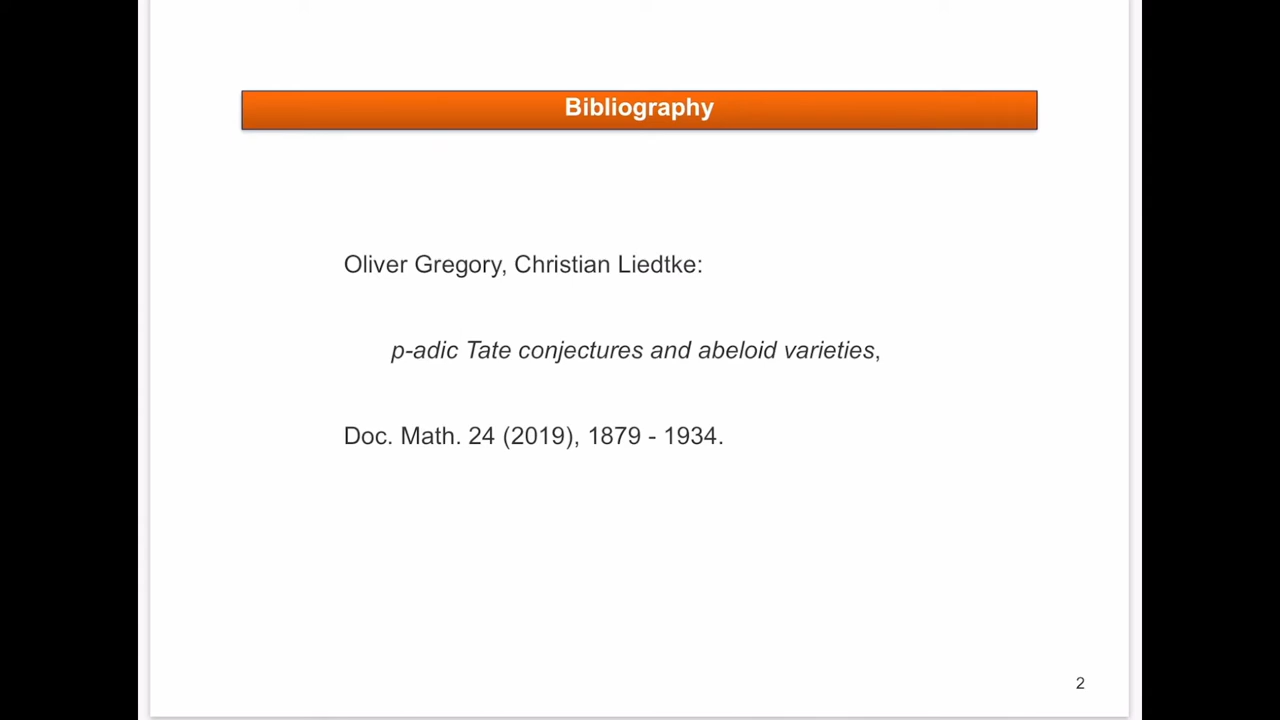 Bibliography
Oliver Gregory, Christian Liedtke:
p-adic Tate conjectures and abeloid varieties,
Doc. Math. 24 (2019), 1879 - 1934.
2